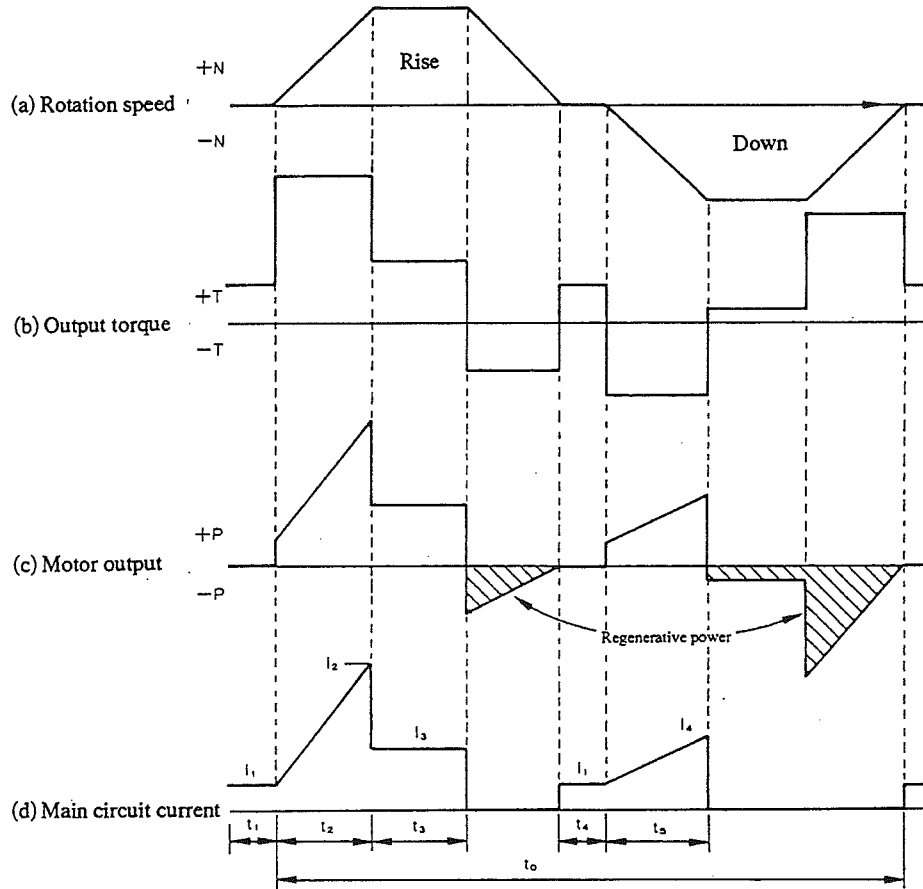 +N
Rise
(a) Rotation speed
−N
Down
+T
(b) Output torque
−T
+P
(c) Motor output
−P
Regenerative power
I₂
I₃
I₄
I₁
I₁
(d) Main circuit current
t₁
t₂
t₃
t₄
t₅
t₀